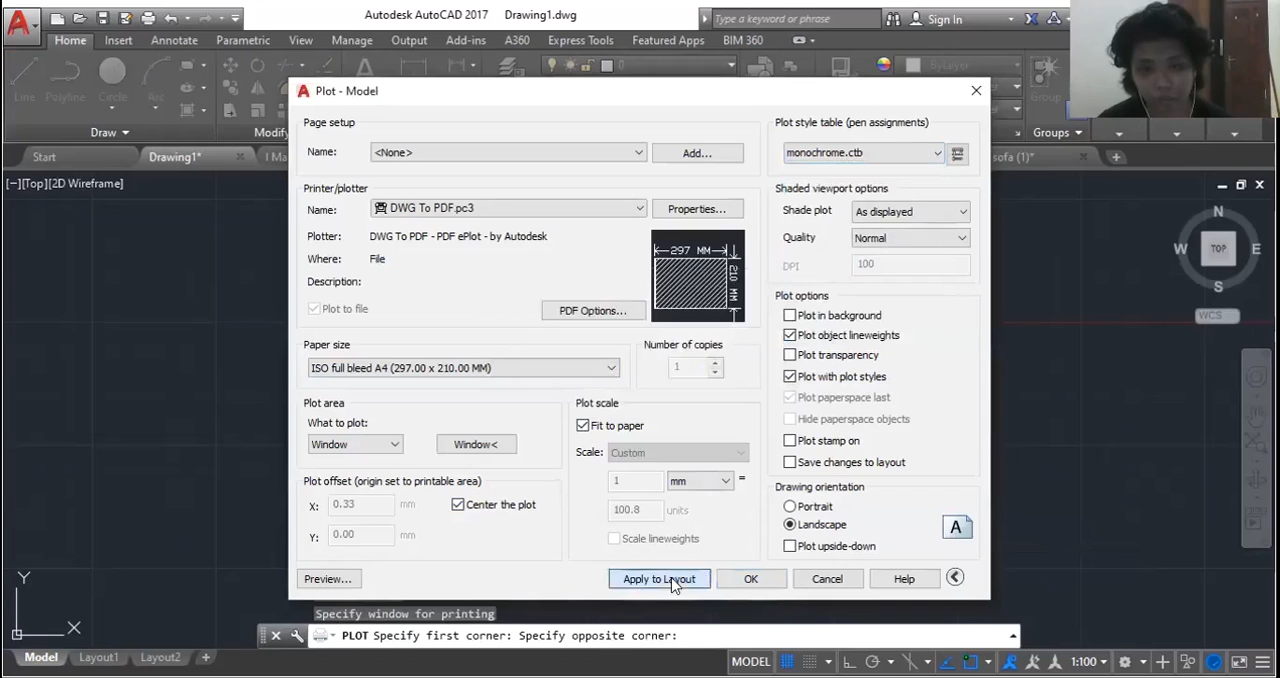 Autodesk AutoCAD 2017 Drawing1.dwg
Type a keyword or phrase
Sign In
Home Insert Annotate Parametric View Manage Output Add-ins A360 Express Tools Featured Apps BIM 360
Line Polyline Circle Arc
0
ByLayer
Group
Draw
Modify
Groups
Start
Drawing1*
sofa (1)*
[−][Top][2D Wireframe]
N
W TOP E
S
WCS
Plot - Model
Page setup
Name: <None> Add...
Printer/plotter
Name: DWG To PDF.pc3 Properties...
Plotter: DWG To PDF - PDF ePlot - by Autodesk
Where: File
Description:
Plot to file
PDF Options...
297 MM
210 MM
Paper size
ISO full bleed A4 (297.00 x 210.00 MM)
Number of copies
1
Plot area
What to plot:
Window Window<
Plot offset (origin set to printable area)
X: 0.33 mm Center the plot
Y: 0.00 mm
Plot scale
Fit to paper
Scale: Custom
1 mm =
100.8 units
Scale lineweights
Plot style table (pen assignments)
monochrome.ctb
Shaded viewport options
Shade plot As displayed
Quality Normal
DPI 100
Plot options
Plot in background
Plot object lineweights
Plot transparency
Plot with plot styles
Plot paperspace last
Hide paperspace objects
Plot stamp on
Save changes to layout
Drawing orientation
Portrait
Landscape
Plot upside-down
A
Preview... Apply to Layout OK Cancel Help
Y
X
Specify window for printing
PLOT Specify first corner: Specify opposite corner:
Model Layout1 Layout2 +
MODEL 1:100